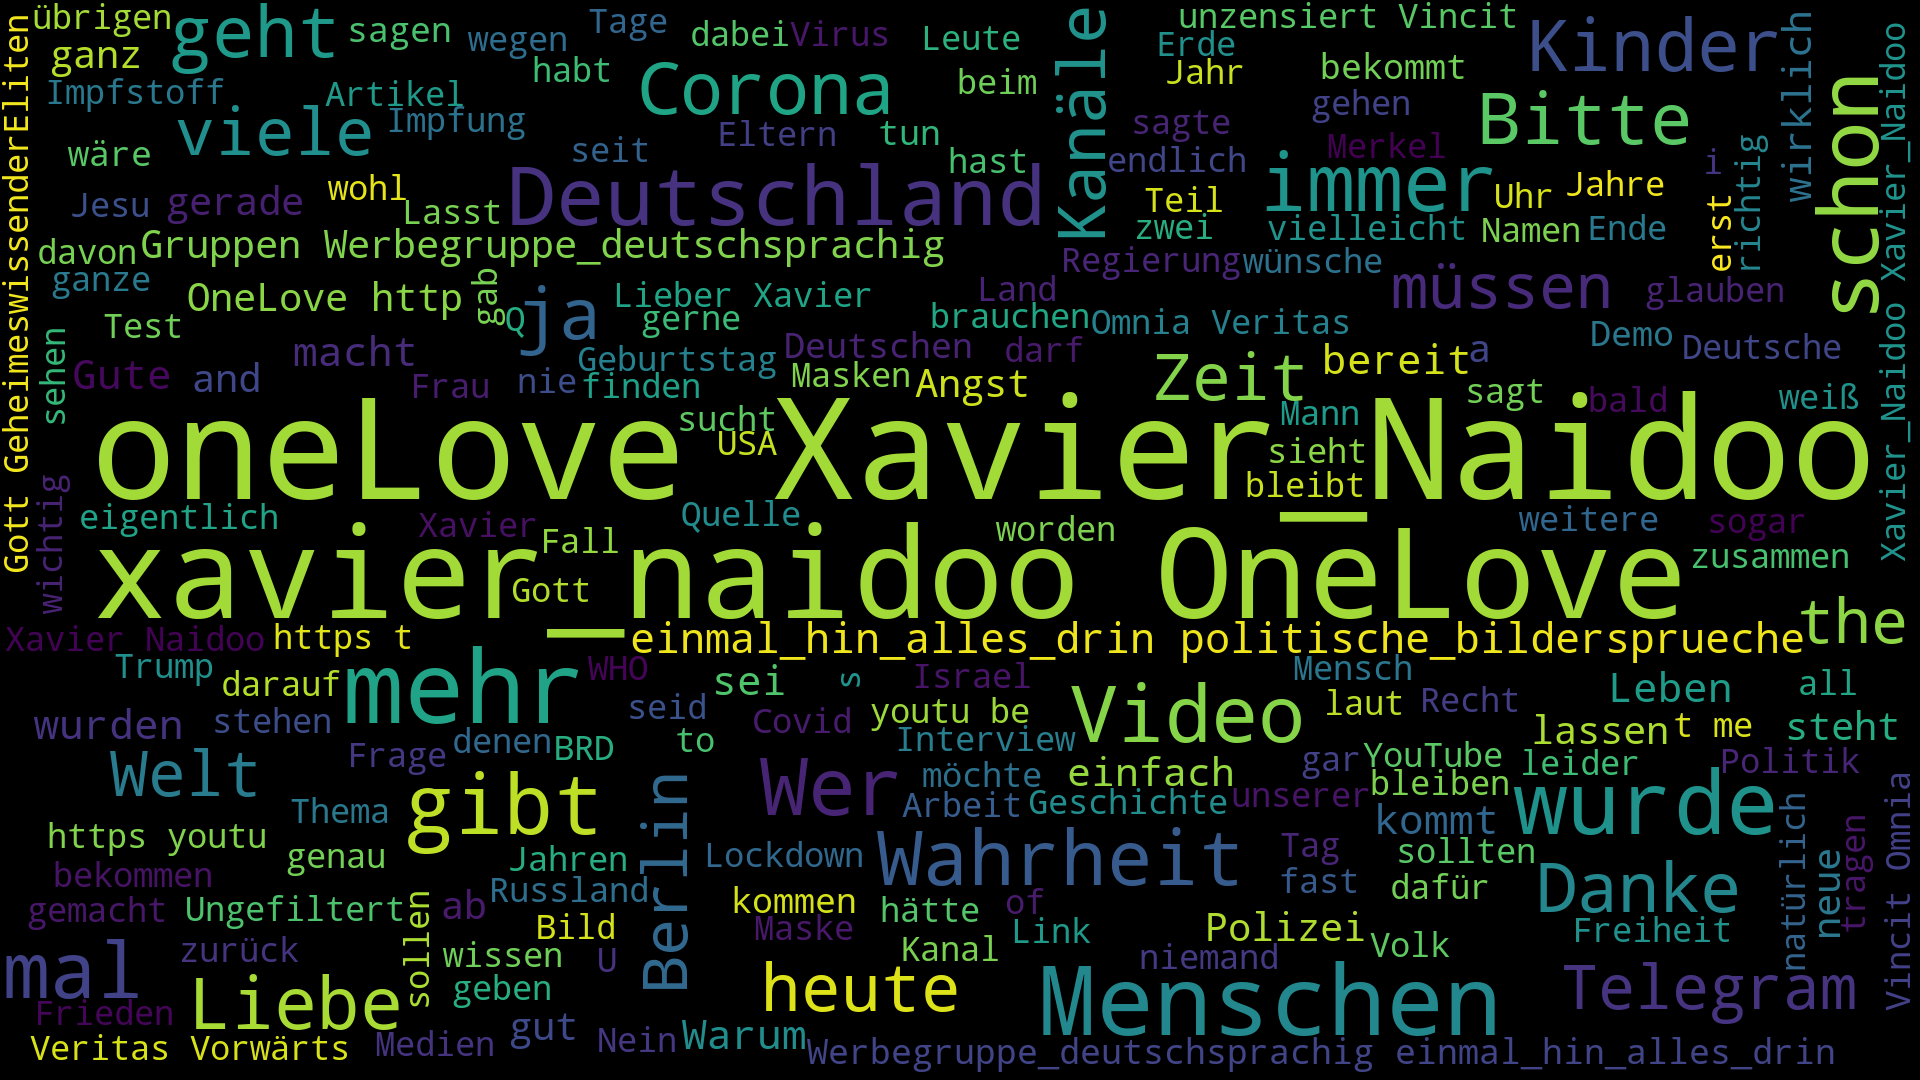 übrigen geht sagen wegen Tage dabei Virus Leute unzensiert Vincit Kinder wirklich
ganz habt Corona beim Kanäle Erde Jahr bekommt schon
Impfstoff Artikel Impfung viele Eltern tun sagte gehen Bitte
wäre seit hast endlich Merkel i richtig
Jesu gerade wohl Lasst Deutschland immer Teil Uhr Jahre
davon Gruppen Werbegruppe_deutschsprachig zwei vielleicht Namen Ende erst
ganze Regierung wünsche müssen glauben
OneLove http gab Q ja Lieber Xavier Land
Test gerne brauchen Omnia Veritas Demo Deutsche
sehen Gute and macht Geburtstag Deutschen darf Zeit bereit a
Frau nie finden Masken Angst sagt bald weiß
sucht USA Mann sieht bleibt
oneLove Xavier_Naidoo
Gott GeheimeswissenderEliten
Xavier_Naidoo Xavier_Naidoo
wichtig eigentlich Xavier Fall Quelle worden weitere sogar
xavier_naidoo OneLove
Gott zusammen
Xavier Naidoo https t einmal_hin_alles_drin politische_bildersprueche the
Trump darauf mehr WHO sei s Israel Mensch Leben all
wurden stehen seid Covid youtu be Video laut Recht lassen t me steht
Frage denen BRD to Interview gar YouTube leider Politik
Welt Thema gibt Berlin Wer möchte einfach bleiben wurde
Arbeit Geschichte unserer kommt
https youtu genau Jahren Lockdown Wahrheit Tag sollten natürlich neue tragen
bekommen Russland kommen fast dafür Danke
gemacht Ungefiltert sollen ab Bild Maske hätte of Link Polizei Volk Freiheit Vincit Omnia
mal zurück wissen U Kanal niemand
Frieden Liebe geben heute Menschen Telegram
Veritas Vorwärts Medien gut Nein Warum Werbegruppe_deutschsprachig einmal_hin_alles_drin